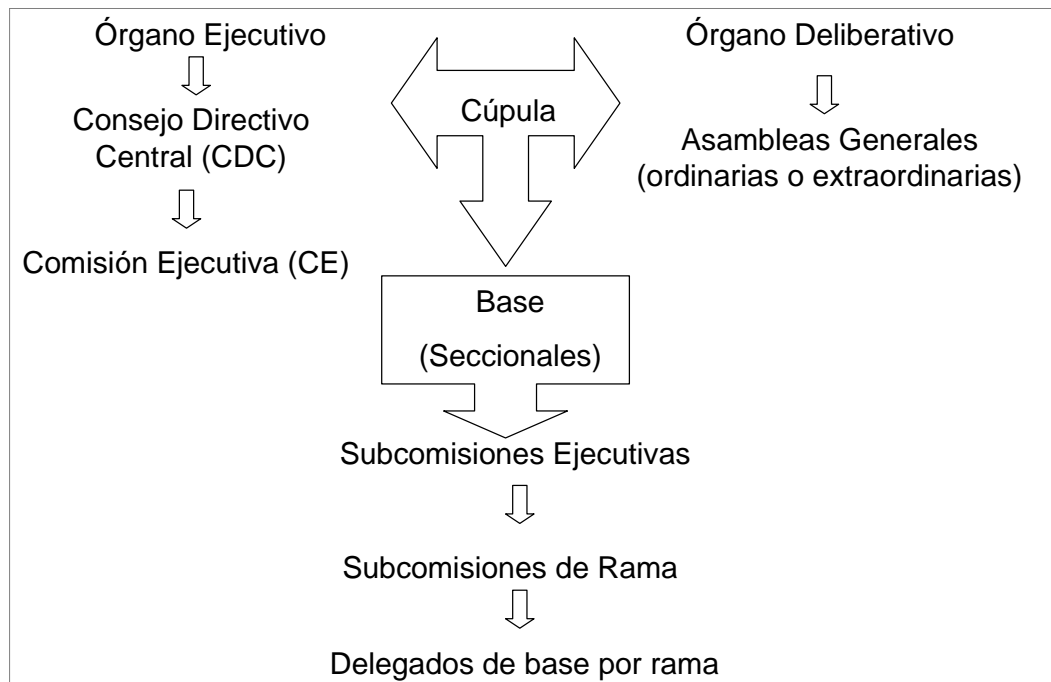 Órgano Ejecutivo
Consejo Directivo
Central (CDC)
Comisión Ejecutiva (CE)
Cúpula
Órgano Deliberativo
Asambleas Generales
(ordinarias o extraordinarias)
Base
(Seccionales)
Subcomisiones Ejecutivas
Subcomisiones de Rama
Delegados de base por rama